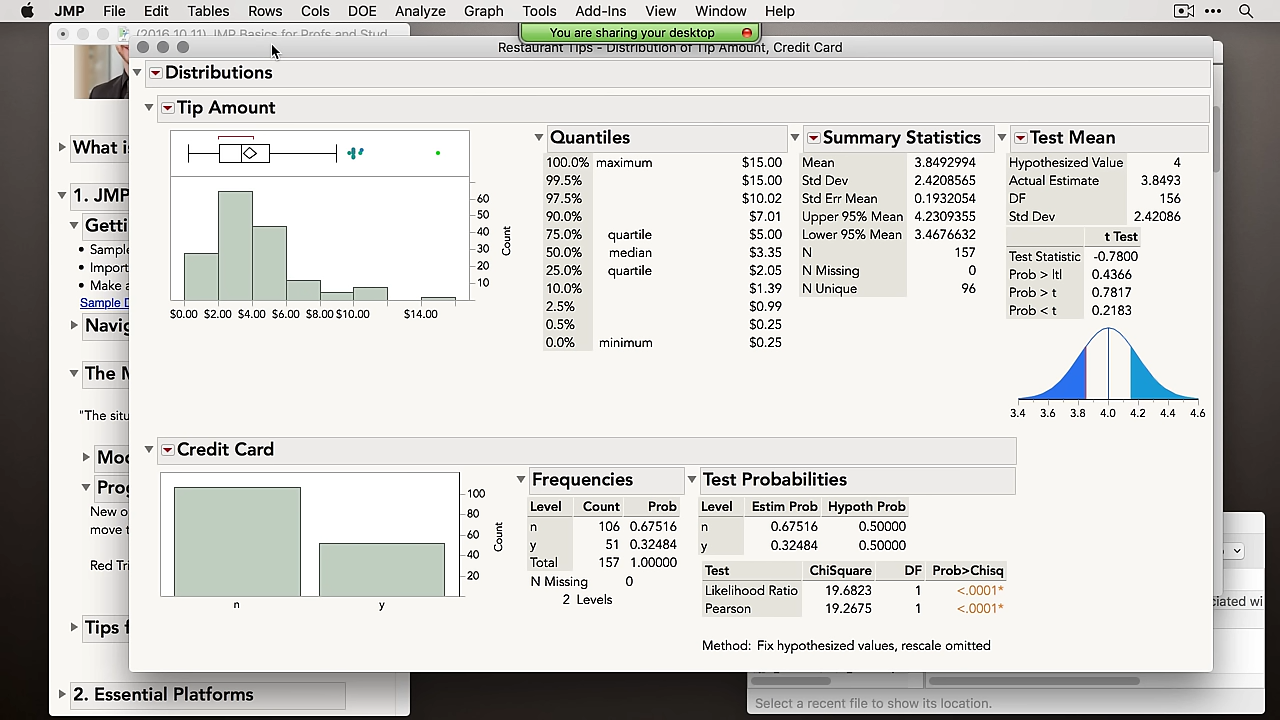 JMP File Edit Tables Rows Cols DOE Analyze Graph Tools Add-Ins View Window Help
You are sharing your desktop
(2016.10.11) JMP Basics for Profs and Stud
Restaurant Tips - Distribution of Tip Amount, Credit Card
Distributions
Tip Amount
60
50
40
30
20
10
Count
$0.00 $2.00 $4.00 $6.00 $8.00 $10.00 $14.00
Quantiles
100.0% maximum $15.00
99.5% $15.00
97.5% $10.02
90.0% $7.01
75.0% quartile $5.00
50.0% median $3.35
25.0% quartile $2.05
10.0% $1.39
2.5% $0.99
0.5% $0.25
0.0% minimum $0.25
Summary Statistics
Mean 3.8492994
Std Dev 2.4208565
Std Err Mean 0.1932054
Upper 95% Mean 4.2309355
Lower 95% Mean 3.4676632
N 157
N Missing 0
N Unique 96
Test Mean
Hypothesized Value 4
Actual Estimate 3.8493
DF 156
Std Dev 2.42086
t Test
Test Statistic -0.7800
Prob > |t| 0.4366
Prob > t 0.7817
Prob < t 0.2183
3.4 3.6 3.8 4.0 4.2 4.4 4.6
Credit Card
100
80
60
40
20
Count
n y
Frequencies
Level Count Prob
n 106 0.67516
y 51 0.32484
Total 157 1.00000
N Missing 0
2 Levels
Test Probabilities
Level Estim Prob Hypoth Prob
n 0.67516 0.50000
y 0.32484 0.50000
Test ChiSquare DF Prob>Chisq
Likelihood Ratio 19.6823 1 <.0001*
Pearson 19.2675 1 <.0001*
Method: Fix hypothesized values, rescale omitted
What is
1. JMP
Getti
• Sample
• Import
• Make a
Sample D
Navig
The M
"The situ
Mod
Prog
New o
move t
Red Tri
Tips f
2. Essential Platforms
ciated wi
Select a recent file to show its location.